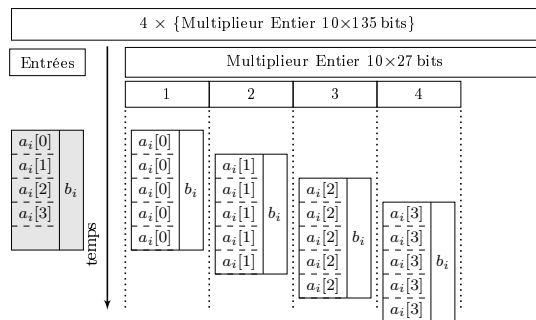 4 × {Multiplieur Entier 10×135 bits}
Entrées
Multiplieur Entier 10×27 bits
1 2 3 4
temps
a_i[0]
a_i[1]
a_i[2]
a_i[3]
b_i
a_i[0]
a_i[0]
a_i[0]
a_i[0]
a_i[0]
b_i
a_i[1]
a_i[1]
a_i[1]
a_i[1]
a_i[1]
b_i
a_i[2]
a_i[2]
a_i[2]
a_i[2]
a_i[2]
b_i
a_i[3]
a_i[3]
a_i[3]
a_i[3]
a_i[3]
b_i